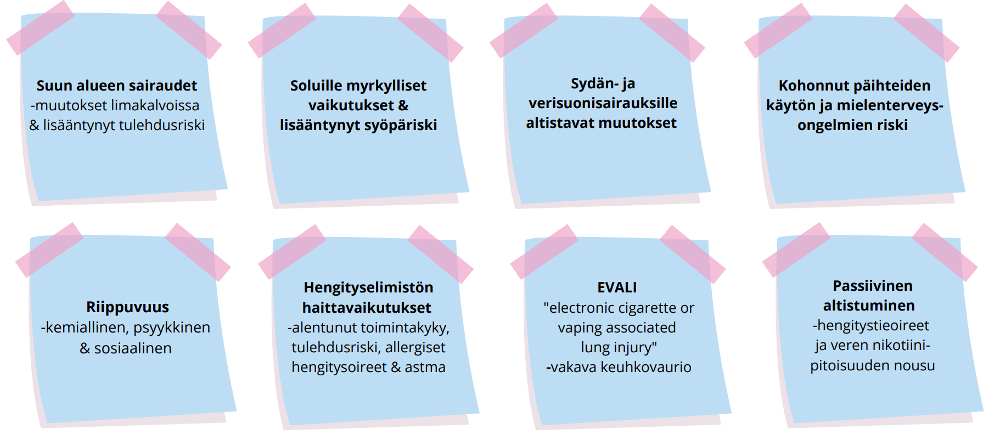 Suun alueen sairaudet
-muutokset limakalvoissa
& lisääntynyt tulehdusriski
Soluille myrkylliset
vaikutukset &
lisääntynyt syöpäriski
Sydän- ja
verisuonisairauksille
altistavat muutokset
Kohonnut päihteiden
käytön ja mielenterveys-
ongelmien riski
Riippuvuus
-kemiallinen, psyykkinen
& sosiaalinen
Hengityselimistön
haittavaikutukset
-alentunut toimintakyky,
tulehdusriski, allergiset
hengitysoireet & astma
EVALI
"electronic cigarette or
vaping associated
lung injury"
-vakava keuhkovaurio
Passiivinen
altistuminen
-hengitystieoireet
ja veren nikotiini-
pitoisuuden nousu